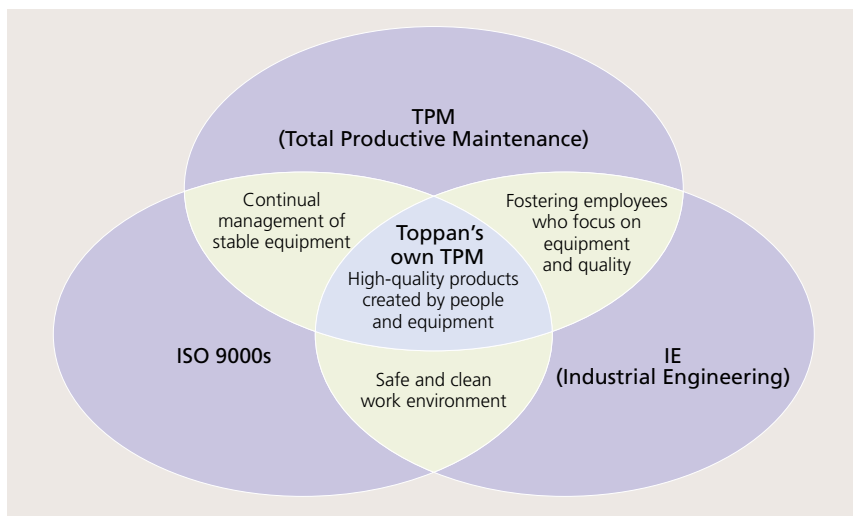 TPM
(Total Productive Maintenance)
Continual
management of
stable equipment
Fostering employees
who focus on
equipment
and quality
Toppan's
own TPM
High-quality products
created by people
and equipment
ISO 9000s
IE
(Industrial Engineering)
Safe and clean
work environment